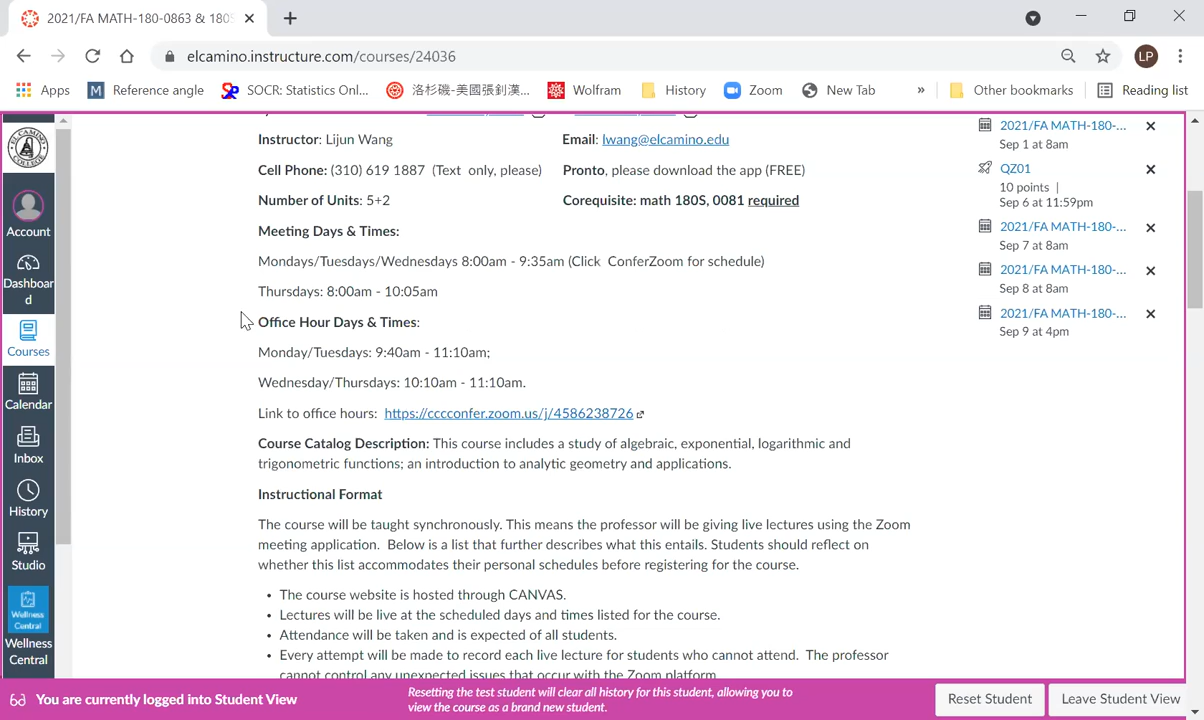 2021/FA MATH-180-0863 & 180S
elcamino.instructure.com/courses/24036
LP
Apps
M Reference angle
SOCR: Statistics Onl...
洛杉磯-美國張釗漢...
Wolfram
History
Zoom
New Tab
»
Other bookmarks
Reading list
Account
Dashboar
d
Courses
Calendar
Inbox
History
Studio
Wellness
Central
Wellness
Central
Instructor: Lijun Wang
Email: lwang@elcamino.edu
Cell Phone: (310) 619 1887 (Text only, please)
Pronto, please download the app (FREE)
Number of Units: 5+2
Corequisite: math 180S, 0081 required
Meeting Days & Times:
Mondays/Tuesdays/Wednesdays 8:00am - 9:35am (Click ConferZoom for schedule)
Thursdays: 8:00am - 10:05am
Office Hour Days & Times:
Monday/Tuesdays: 9:40am - 11:10am;
Wednesday/Thursdays: 10:10am - 11:10am.
Link to office hours: https://cccconfer.zoom.us/j/4586238726
Course Catalog Description: This course includes a study of algebraic, exponential, logarithmic and
trigonometric functions; an introduction to analytic geometry and applications.
Instructional Format
The course will be taught synchronously. This means the professor will be giving live lectures using the Zoom
meeting application. Below is a list that further describes what this entails. Students should reflect on
whether this list accommodates their personal schedules before registering for the course.
• The course website is hosted through CANVAS.
• Lectures will be live at the scheduled days and times listed for the course.
• Attendance will be taken and is expected of all students.
• Every attempt will be made to record each live lecture for students who cannot attend. The professor
cannot control any unexpected issues that occur with the Zoom platform.
2021/FA MATH-180-...
Sep 1 at 8am
QZ01
10 points |
Sep 6 at 11:59pm
2021/FA MATH-180-...
Sep 7 at 8am
2021/FA MATH-180-...
Sep 8 at 8am
2021/FA MATH-180-...
Sep 9 at 4pm
You are currently logged into Student View
Resetting the test student will clear all history for this student, allowing you to
view the course as a brand new student.
Reset Student
Leave Student View